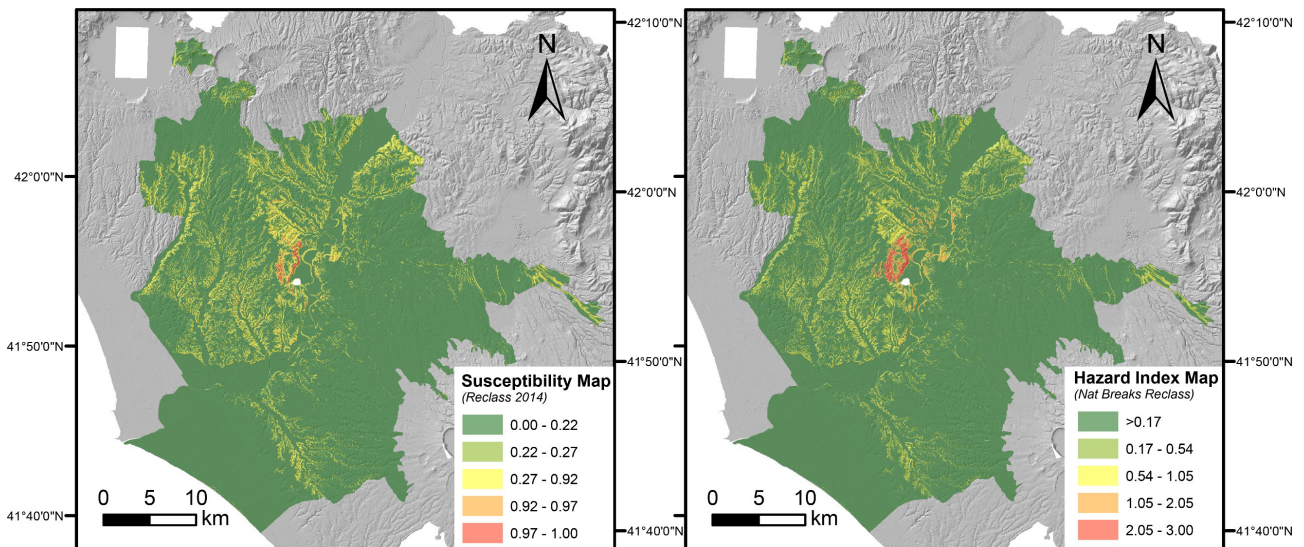 N
42°0'0"N
41°50'0"N
41°40'0"N
Susceptibility Map
(Reclass 2014)
0.00 - 0.22
0.22 - 0.27
0.27 - 0.92
0.92 - 0.97
0.97 - 1.00
0 5 10
km
42°10'0"N
42°0'0"N
41°50'0"N
41°40'0"N
N
Hazard Index Map
(Nat Breaks Reclass)
>0.17
0.17 - 0.54
0.54 - 1.05
1.05 - 2.05
2.05 - 3.00
0 5 10
km
42°10'0"N
42°0'0"N
41°50'0"N
41°40'0"N